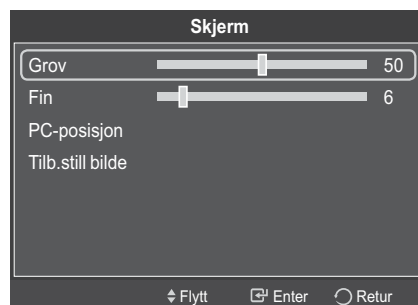 Skjerm
Grov 50
Fin 6
PC-posisjon
Tilb.still bilde
Flytt Enter Retur